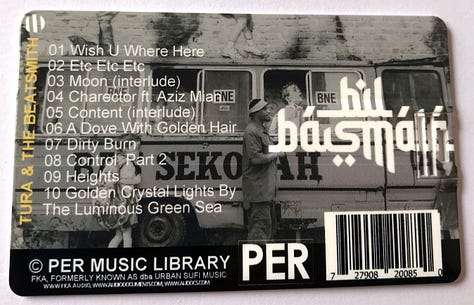 TURA & THE BEATSMITH
01 Wish U Where Here
02 Etc Etc Etc
03 Moon (interlude)
04 Charector ft. Aziz Mian
05 Content (interlude)
06 A Dove With Golden Hair
07 Dirty Burn
08 Control Part 2
09 Heights
10 Golden Crystal Lights By
The Luminous Green Sea
BNE
BNE
BNE
SEKO AH
© PER MUSIC LIBRARY
FKA, FORMERLY KNOWN AS dba URBAN SUFI MUSIC
PER
7 27908 20085 0